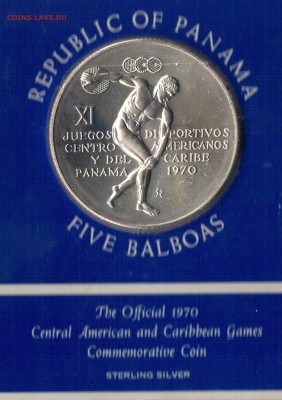 COINS.LAVE.RU
REPUBLIC OF PANAMA
XI
JUEGOS DEPORTIVOS
CENTRO AMERICANOS
Y DEL CARIBE
PANAMA 1970
FIVE BALBOAS
The Official 1970
Central American and Caribbean Games
Commemorative Coin
STERLING SILVER